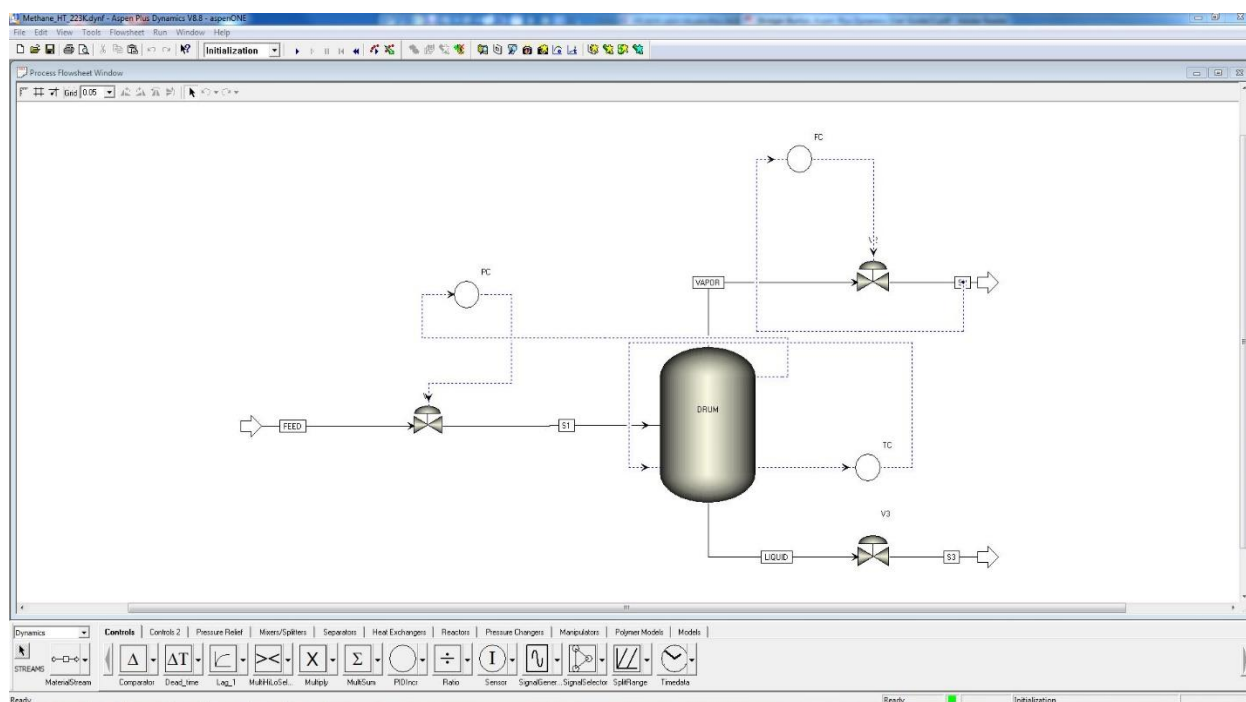 Methane_HT_223K.dynf - Aspen Plus Dynamics V8.8 - aspenONE
File Edit View Tools Flowsheet Run Window Help
Initialization
Process Flowsheet Window
Grid 0.05
FC
PC
VAPOR
DRUM
FEED
S1
TC
V3
LIQUID
S3
Dynamics
Controls Controls 2 Pressure Relief Mixers/Splitters Separators Heat Exchangers Reactors Pressure Changers Manipulators Polymer Models Models
STREAMS
Δ ΔT >< X Σ ÷ I
MaterialStream Comparator Dead_time Lag_1 MultiHiLoSel... Multiply MultiSum PIDIncr Ratio Sensor SignalGener... SignalSelector SplitRange Timedata
Ready Ready Initialization